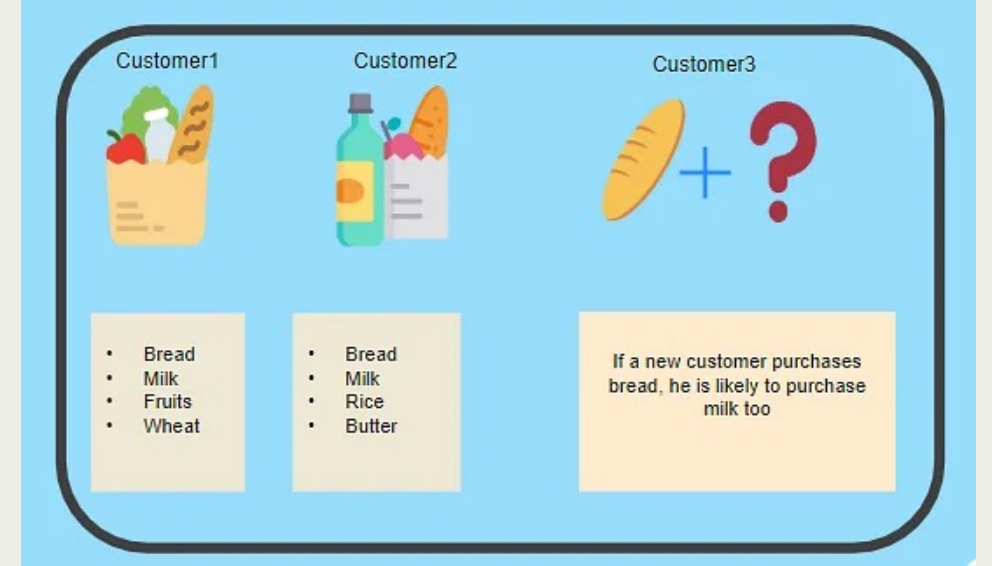 Customer1
Customer2
Customer3
• Bread
• Milk
• Fruits
• Wheat
• Bread
• Milk
• Rice
• Butter
If a new customer purchases
bread, he is likely to purchase
milk too